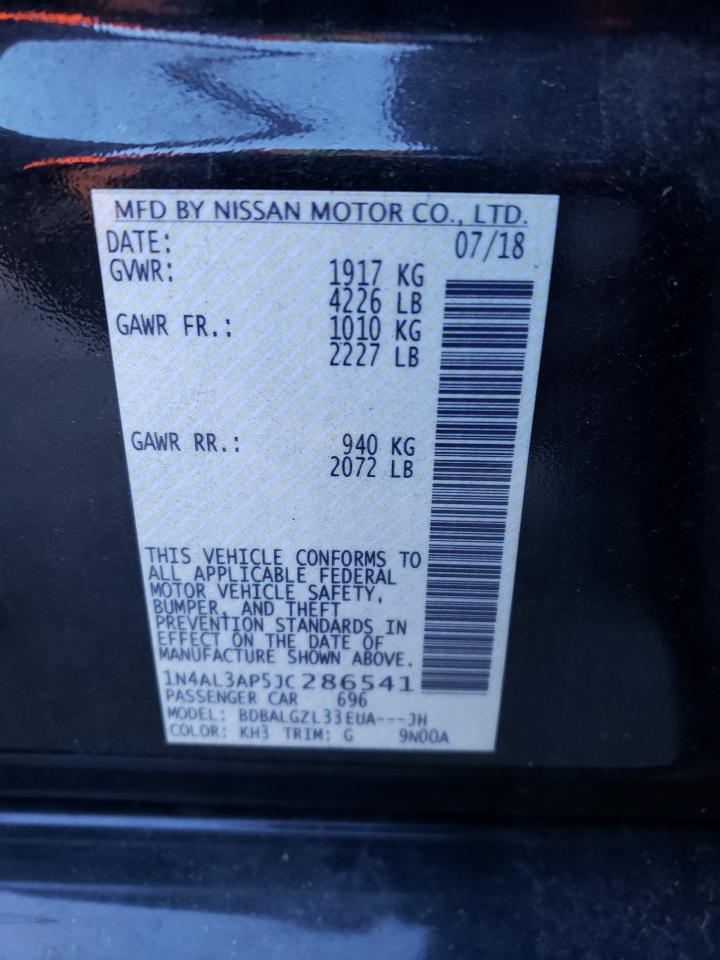 MFD BY NISSAN MOTOR CO., LTD.
DATE: 07/18
GVWR: 1917 KG
4226 LB
GAWR FR.: 1010 KG
2227 LB
GAWR RR.: 940 KG
2072 LB
THIS VEHICLE CONFORMS TO
ALL APPLICABLE FEDERAL
MOTOR VEHICLE SAFETY,
BUMPER, AND THEFT
PREVENTION STANDARDS IN
EFFECT ON THE DATE OF
MANUFACTURE SHOWN ABOVE.
1N4AL3AP5JC286541
PASSENGER CAR 696
MODEL: BDBALGZL33EUA---JH
COLOR: KH3 TRIM: G 9N00A